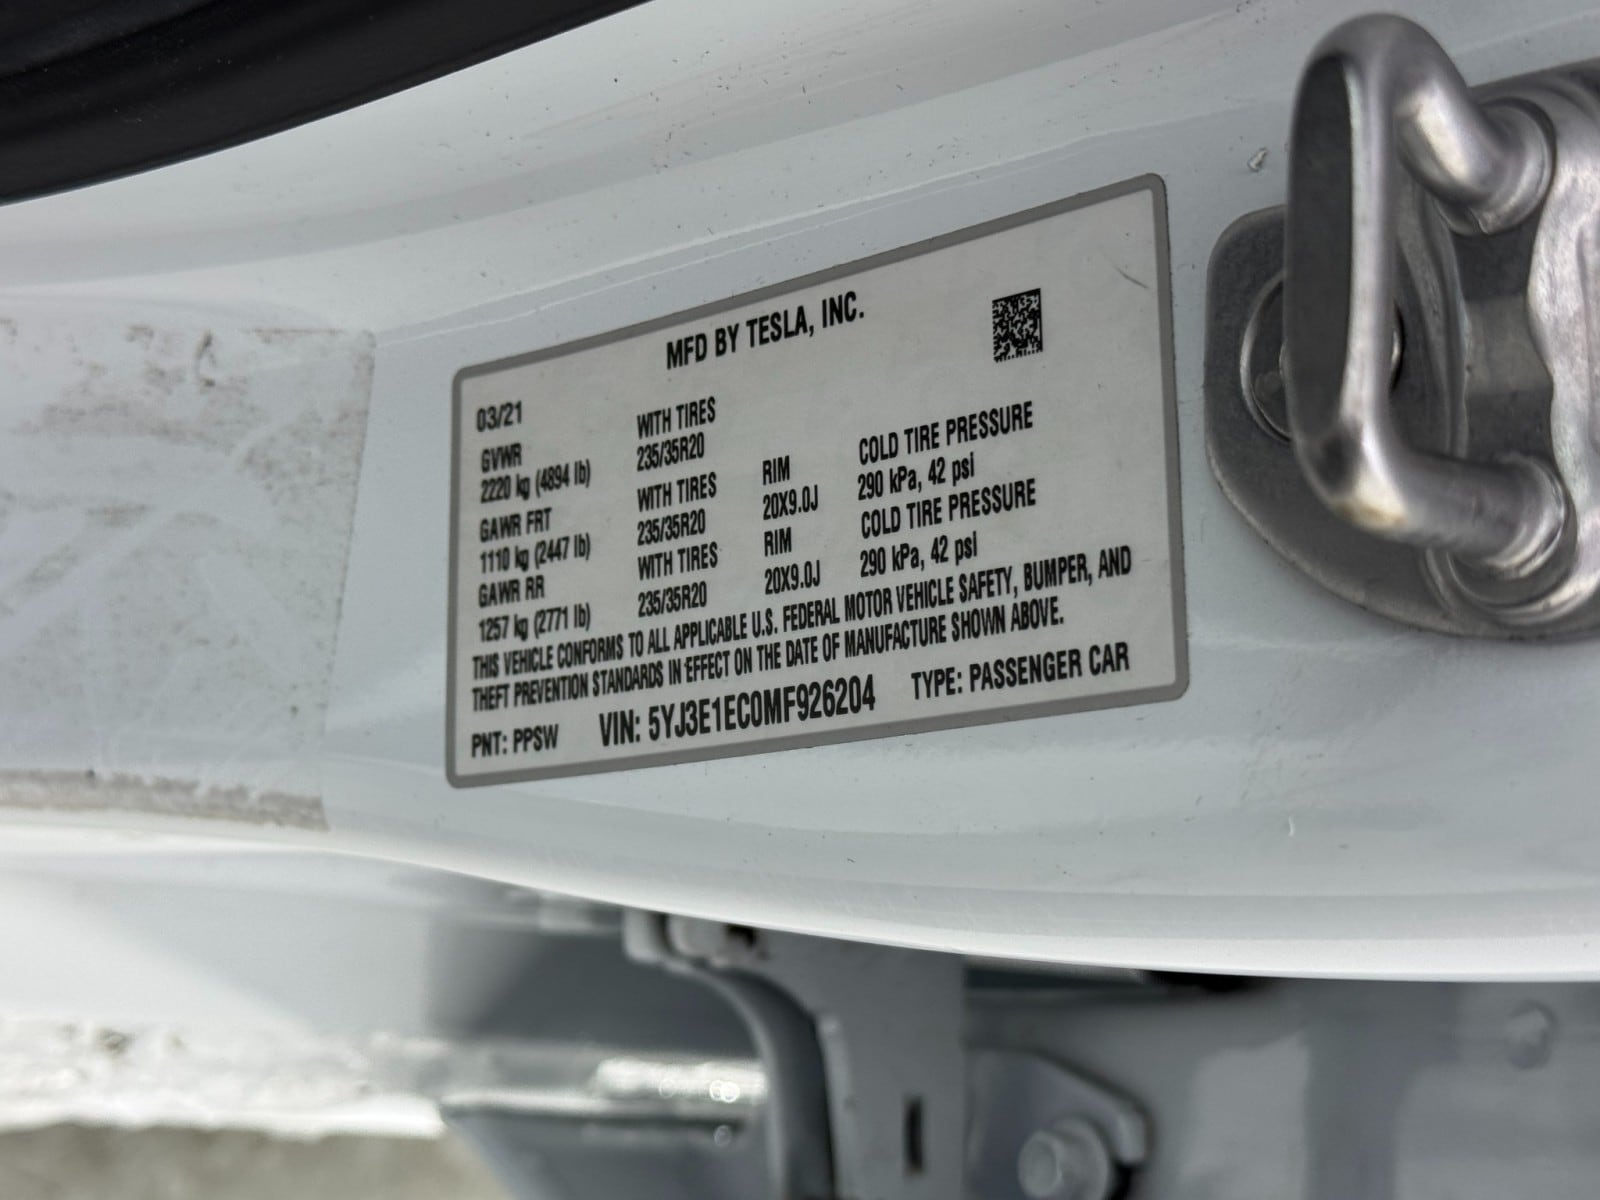 MFD BY TESLA, INC.
03/21
GVWR WITH TIRES
2220 kg (4894 lb) 235/35R20 RIM COLD TIRE PRESSURE
GAWR FRT WITH TIRES 20X9.0J 290 kPa, 42 psi
1110 kg (2447 lb) 235/35R20 RIM COLD TIRE PRESSURE
GAWR RR WITH TIRES 20X9.0J 290 kPa, 42 psi
1257 kg (2771 lb) 235/35R20
THIS VEHICLE CONFORMS TO ALL APPLICABLE U.S. FEDERAL MOTOR VEHICLE SAFETY, BUMPER, AND
THEFT PREVENTION STANDARDS IN EFFECT ON THE DATE OF MANUFACTURE SHOWN ABOVE.
PNT: PPSW VIN: 5YJ3E1EC0MF926204 TYPE: PASSENGER CAR